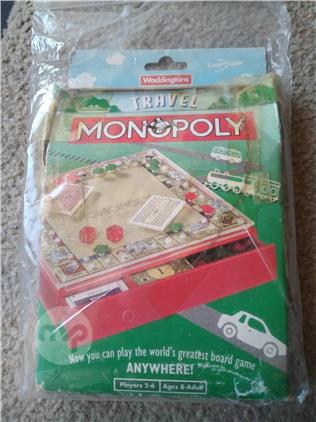 Waddingtons
TRAVEL
MONOPOLY
MONOPOLY
Now you can play the world's greatest board game
ANYWHERE!
Players 2-6 Ages 8-Adult